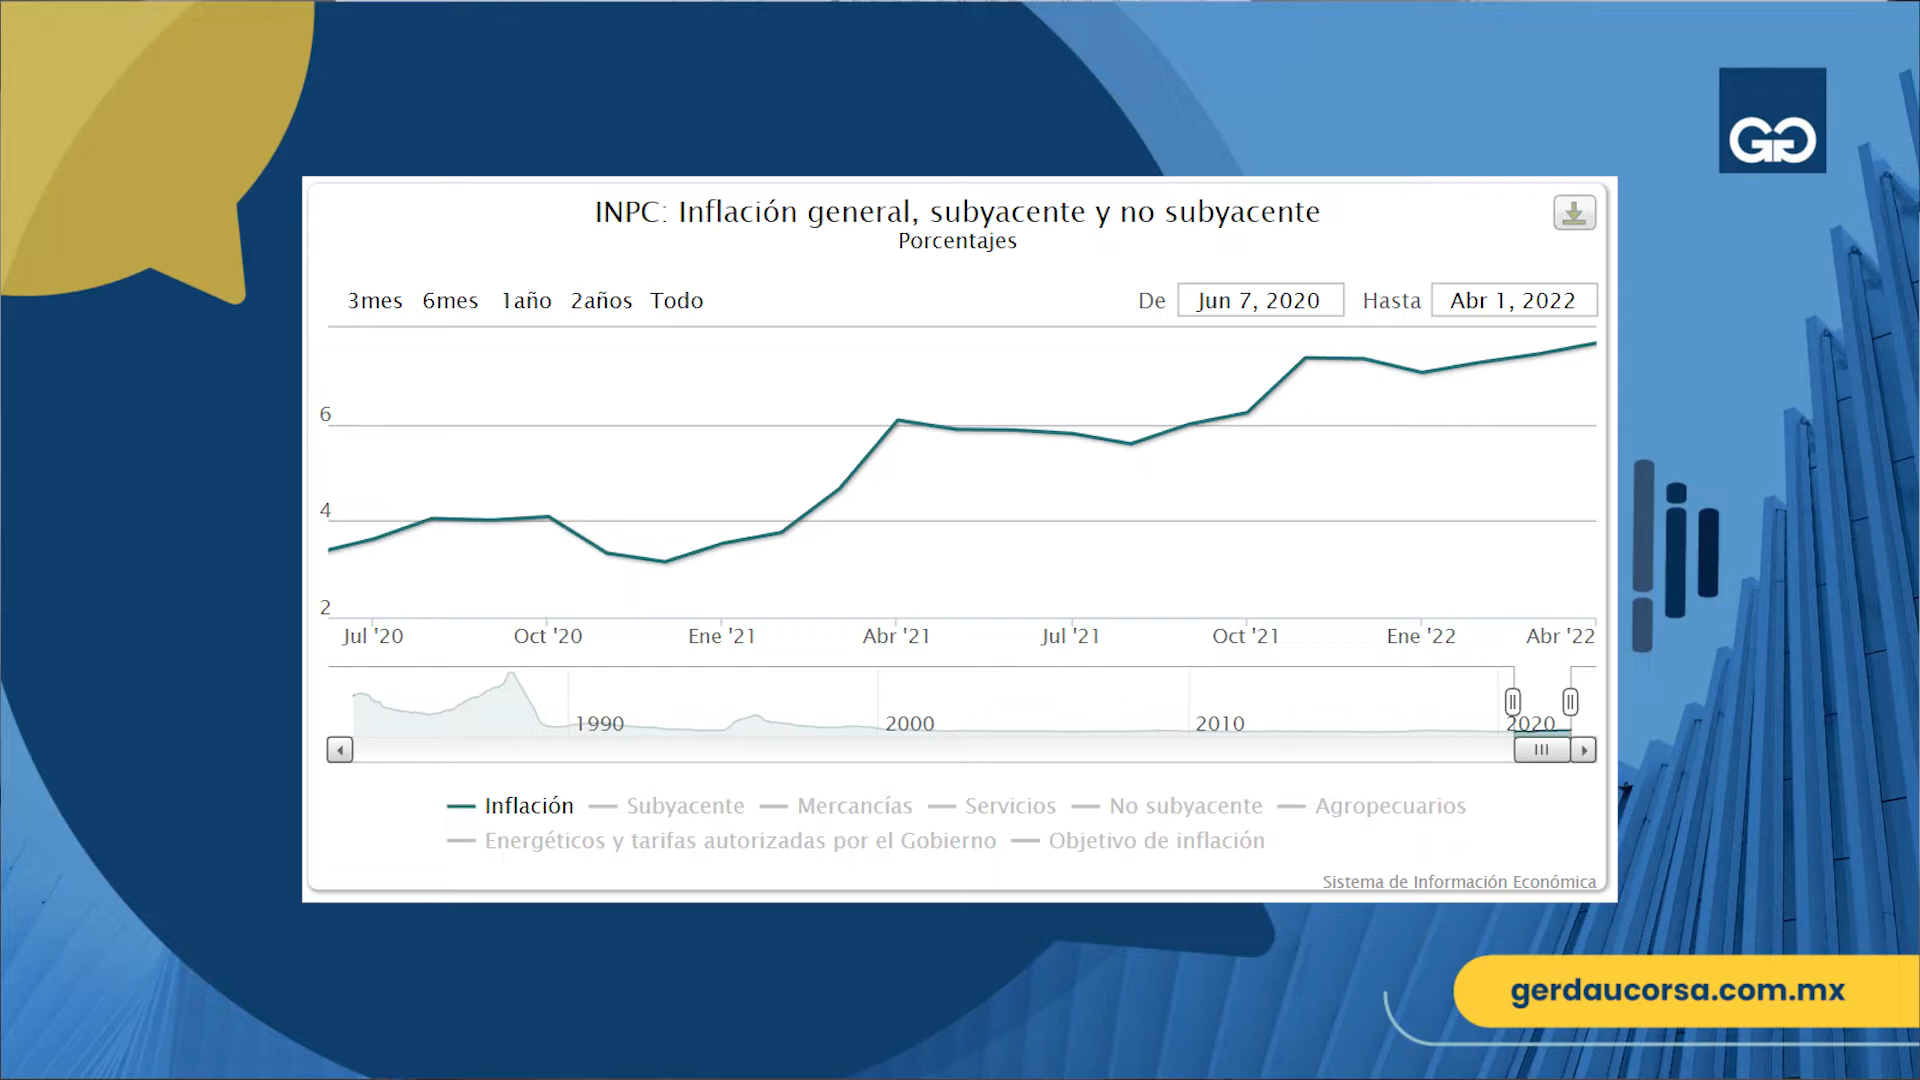 INPC: Inflación general, subyacente y no subyacente
Porcentajes
3mes 6mes 1año 2años Todo De Jun 7, 2020 Hasta Abr 1, 2022
6
4
2
Jul '20 Oct '20 Ene '21 Abr '21 Jul '21 Oct '21 Ene '22 Abr '22
1990 2000 2010 2020
Inflación Subyacente Mercancías Servicios No subyacente Agropecuarios
Energéticos y tarifas autorizadas por el Gobierno Objetivo de inflación
Sistema de Información Económica
gerdaucorsa.com.mx